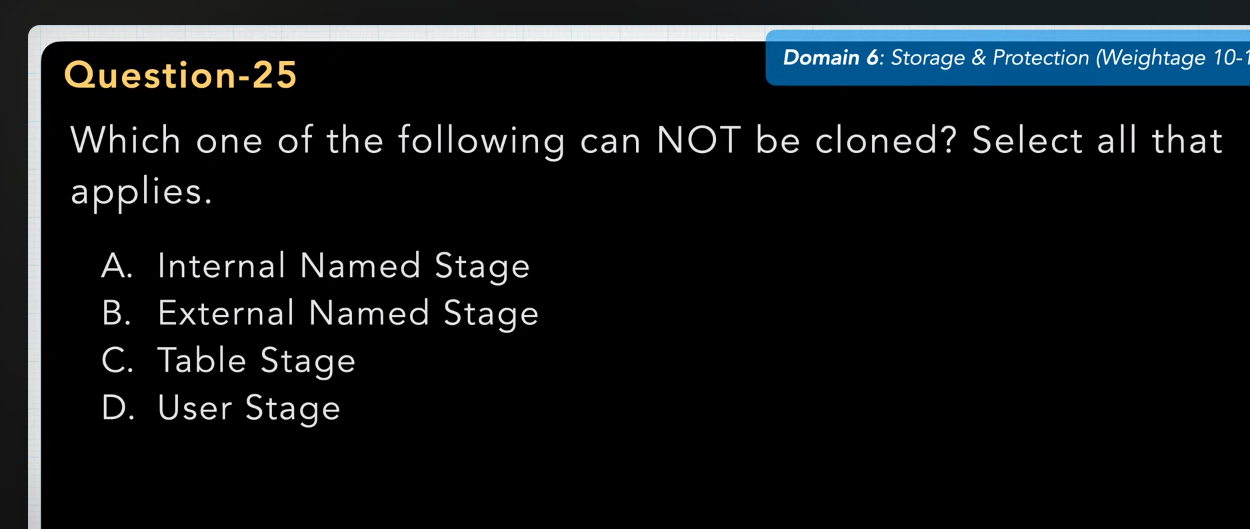 Domain 6: Storage & Protection (Weightage 10-1
Question-25
Which one of the following can NOT be cloned? Select all that
applies.
A. Internal Named Stage
B. External Named Stage
C. Table Stage
D. User Stage